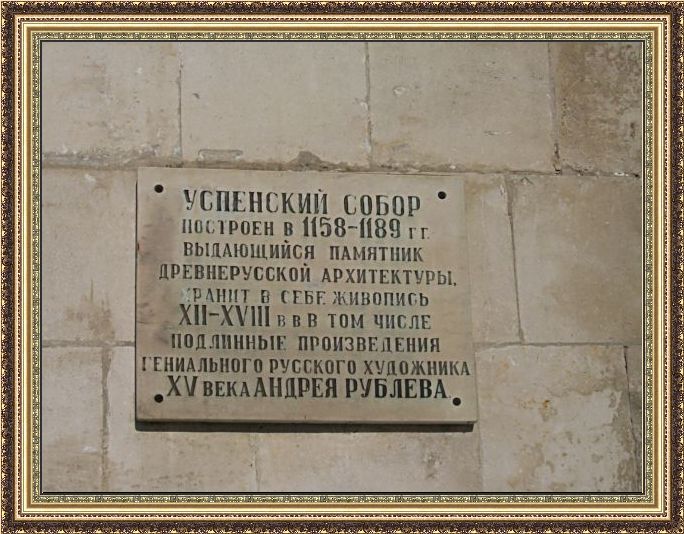 УСПЕНСКИЙ СОБОР
ПОСТРОЕН В 1158-1189 ГГ.
ВЫДАЮЩИЙСЯ ПАМЯТНИК
ДРЕВНЕРУССКОЙ АРХИТЕКТУРЫ,
ХРАНИТ В СЕБЕ ЖИВОПИСЬ
XII-XVIII В В В ТОМ ЧИСЛЕ
ПОДЛИННЫЕ ПРОИЗВЕДЕНИЯ
ГЕНИАЛЬНОГО РУССКОГО ХУДОЖНИКА
XV ВЕКА АНДРЕЯ РУБЛЕВА.